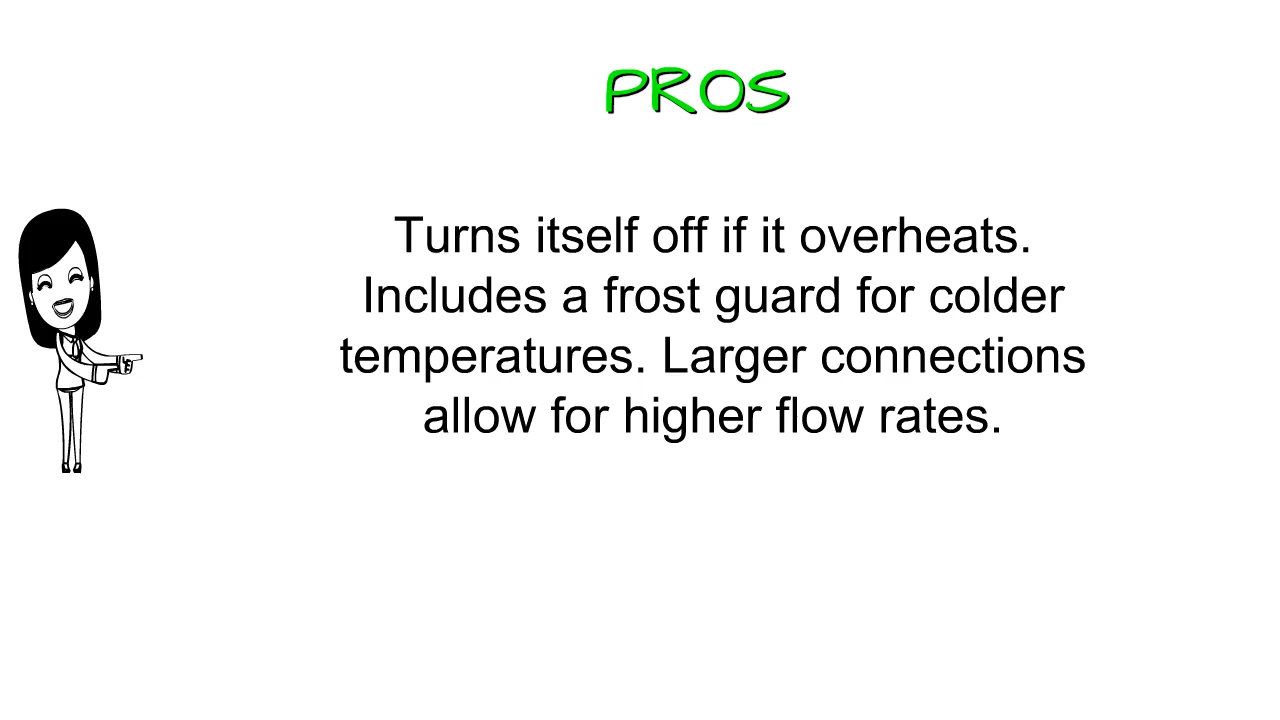 PROS
Turns itself off if it overheats.
Includes a frost guard for colder
temperatures. Larger connections
allow for higher flow rates.